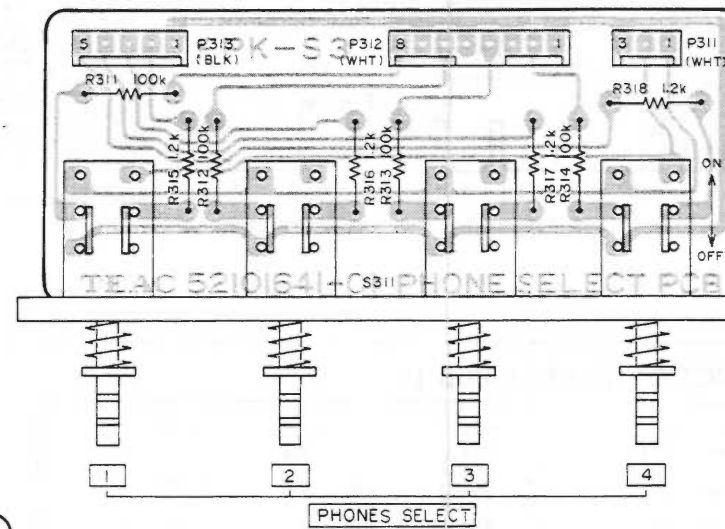 5 1 P313 (BLK)
PK-S3
P312 (WHT) 8 1
3 1 P311 (WHT)
R311 100k
R318 1.2k
R315 1.2k
R312 100k
R316 1.2k
R313 100k
R317 1.2k
R314 100k
ON
OFF
S311
TEAC 52101641-0 PHONE SELECT PCB
1 2 3 4
PHONES SELECT